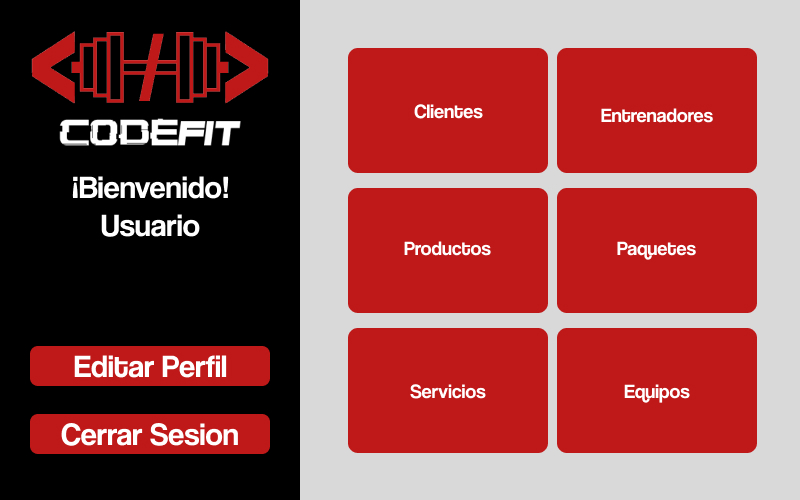 CODEFIT
¡Bienvenido!
Usuario
Editar Perfil
Cerrar Sesion
Clientes
Entrenadores
Productos
Paquetes
Servicios
Equipos